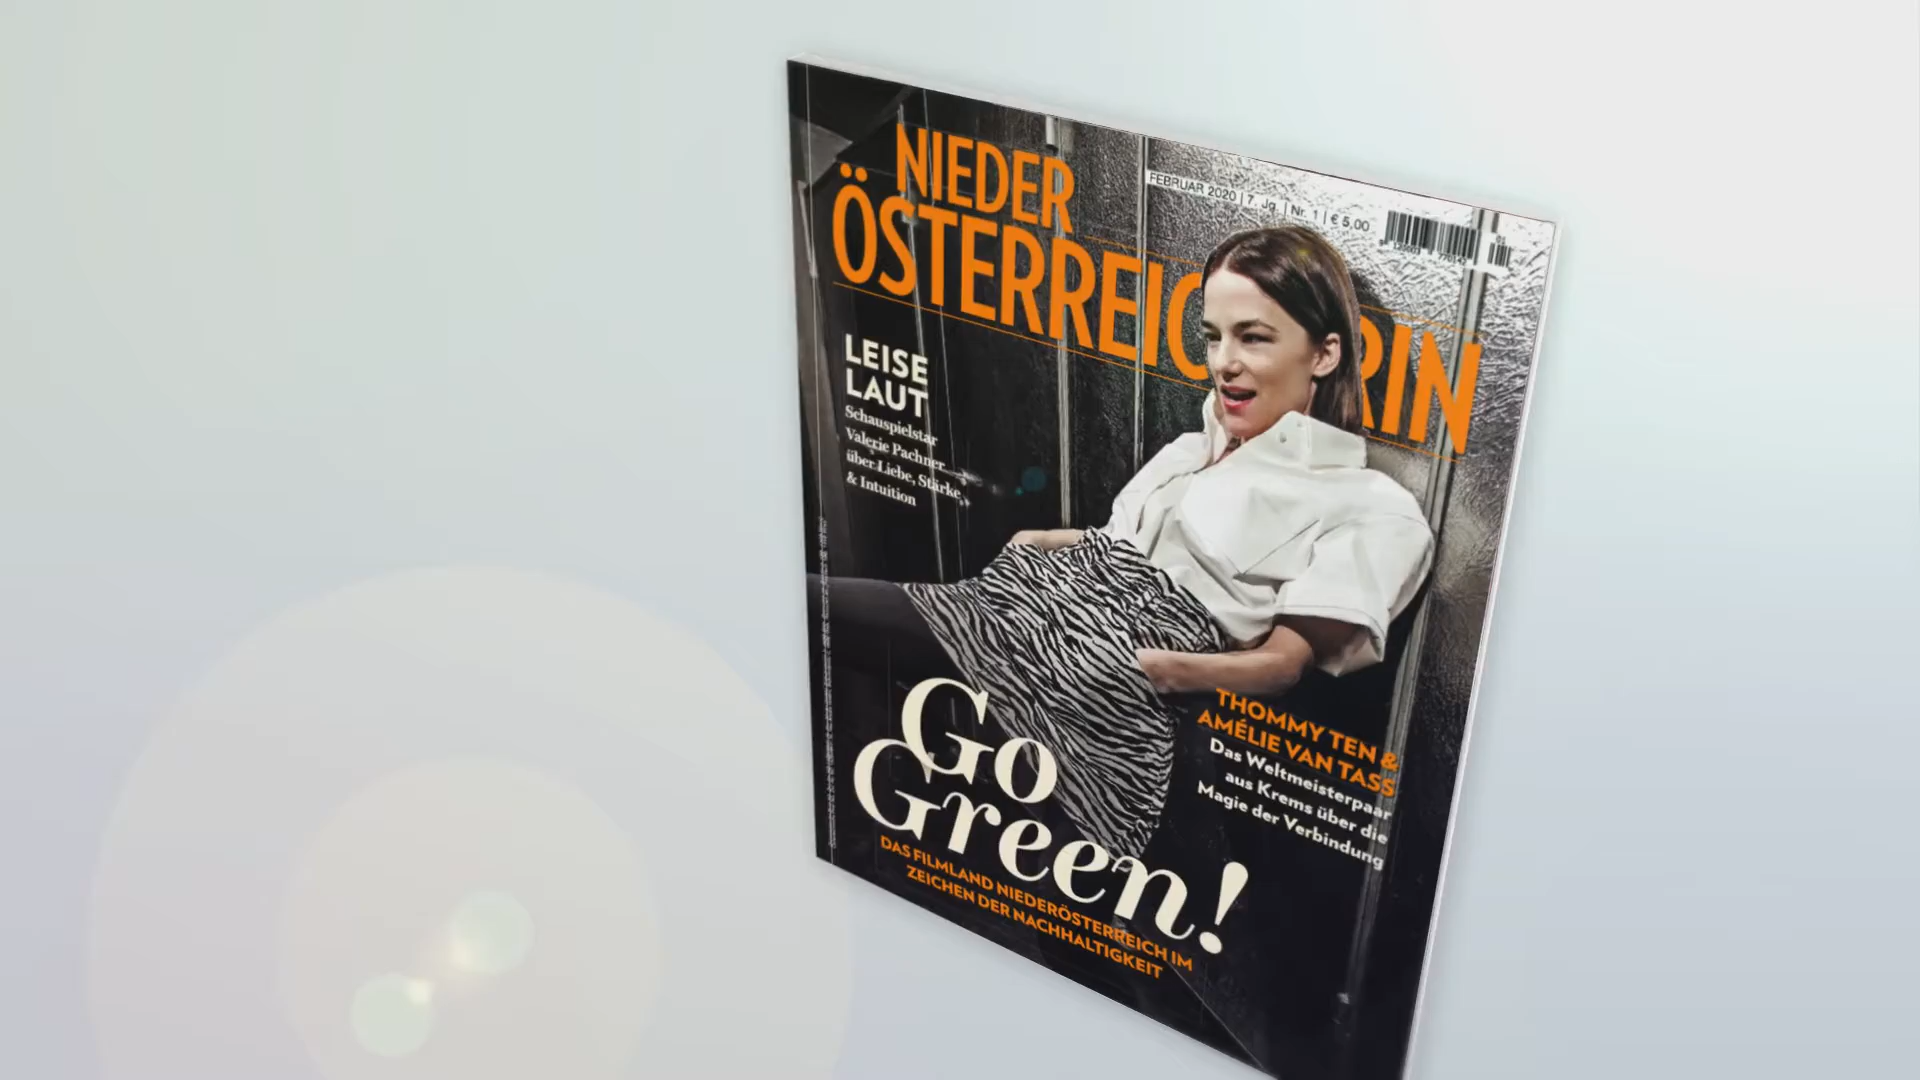 NIEDER
ÖSTERREIC RIN
FEBRUAR 2020 | 7. Jg. | Nr. 1 | € 5,00
LEISE
LAUT
Schauspielstar
Valerie Pachner
über Liebe, Stärke
& Intuition
THOMMY TEN &
AMÉLIE VAN TASS
Das Weltmeisterpaar
aus Krems über die
Magie der Verbindung
Go
Green!
DAS FILMLAND NIEDERÖSTERREICH IM
ZEICHEN DER NACHHALTIGKEIT